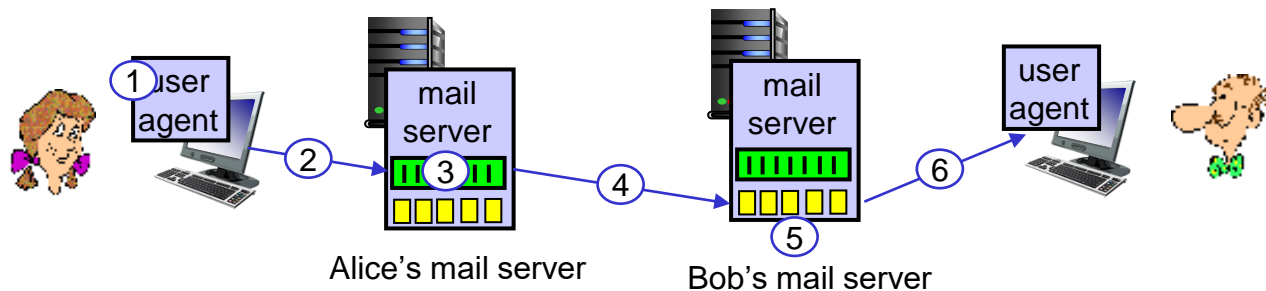 1
user
agent
2
mail
server
3
4
mail
server
5
6
user
agent
Alice's mail server
Bob's mail server